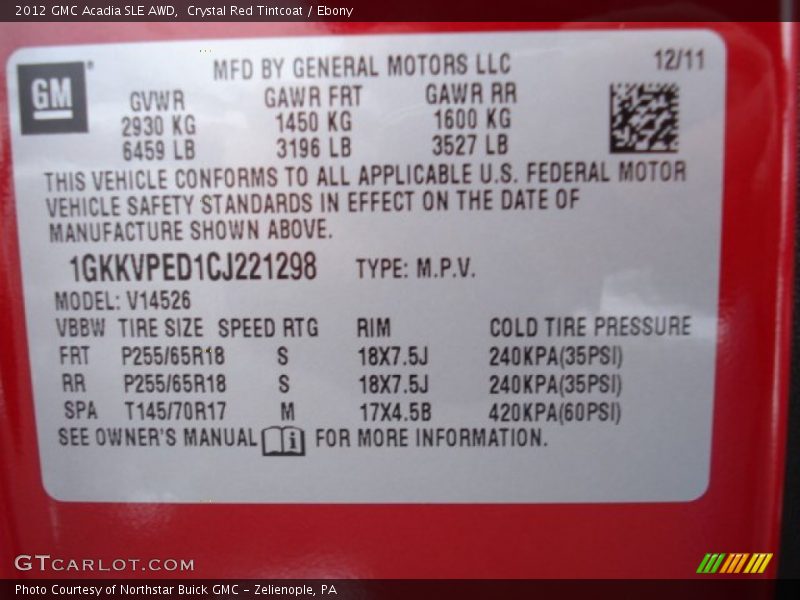 2012 GMC Acadia SLE AWD,  Crystal Red Tintcoat / Ebony
GM
MFD BY GENERAL MOTORS LLC
12/11
GVWR GAWR FRT GAWR RR
2930 KG 1450 KG 1600 KG
6459 LB 3196 LB 3527 LB
THIS VEHICLE CONFORMS TO ALL APPLICABLE U.S. FEDERAL MOTOR
VEHICLE SAFETY STANDARDS IN EFFECT ON THE DATE OF
MANUFACTURE SHOWN ABOVE.
1GKKVPED1CJ221298 TYPE: M.P.V.
MODEL: V14526
VBBW TIRE SIZE SPEED RTG RIM COLD TIRE PRESSURE
FRT P255/65R18 S 18X7.5J 240KPA(35PSI)
RR P255/65R18 S 18X7.5J 240KPA(35PSI)
SPA T145/70R17 M 17X4.5B 420KPA(60PSI)
SEE OWNER'S MANUAL i FOR MORE INFORMATION.
GTCARLOT.COM
Photo Courtesy of Northstar Buick GMC - Zelienople, PA